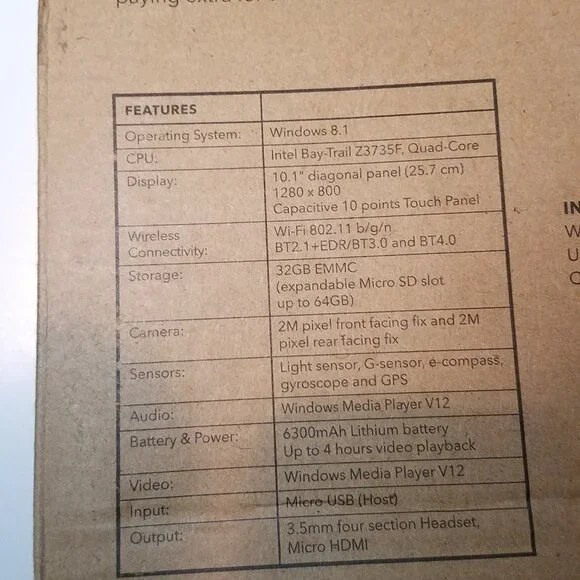 paying extra for
FEATURES
Operating System: Windows 8.1
CPU: Intel Bay-Trail Z3735F, Quad-Core
Display: 10.1" diagonal panel (25.7 cm)
1280 x 800
Capacitive 10 points Touch Panel
Wireless Wi-Fi 802.11 b/g/n
Connectivity: BT2.1+EDR/BT3.0 and BT4.0
Storage: 32GB EMMC
(expandable Micro SD slot
up to 64GB)
Camera: 2M pixel front facing fix and 2M
pixel rear facing fix
Sensors: Light sensor, G-sensor, e-compass,
gyroscope and GPS
Audio: Windows Media Player V12
Battery & Power: 6300mAh Lithium battery
Up to 4 hours video playback
Video: Windows Media Player V12
Input: Micro USB (Host)
Output: 3.5mm four section Headset,
Micro HDMI
IN
W
U